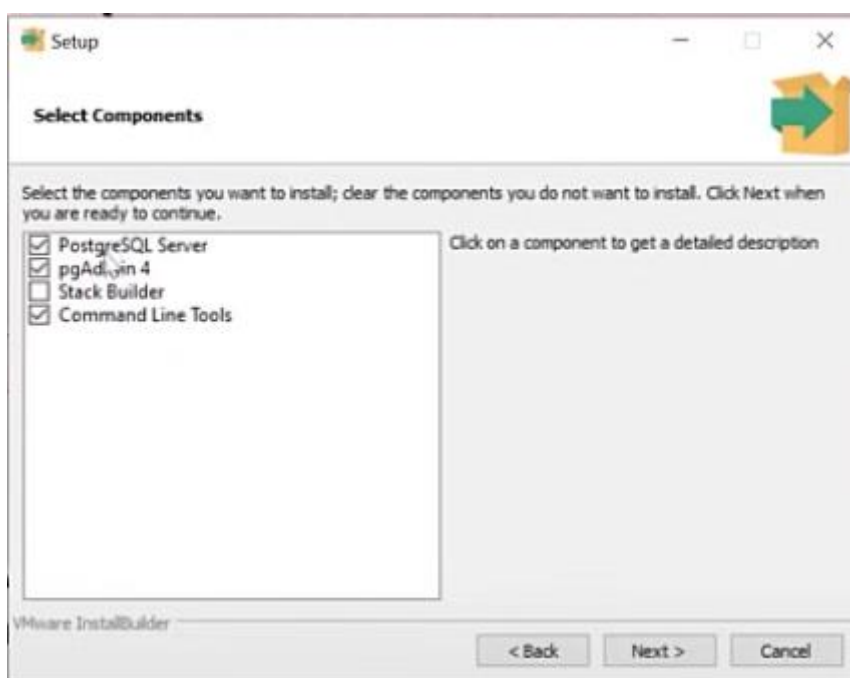 Setup
Select Components
Select the components you want to install; clear the components you do not want to install. Click Next when
you are ready to continue.
PostgreSQL Server
pgAdmin 4
Stack Builder
Command Line Tools
Click on a component to get a detailed description
VMware InstallBuilder
< Back
Next >
Cancel